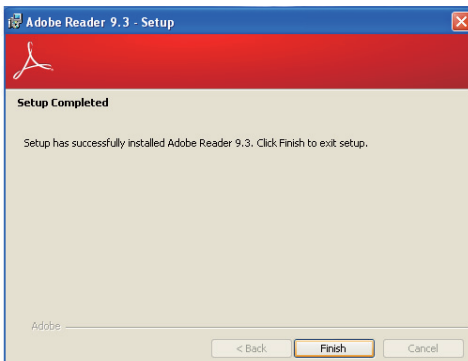 Adobe Reader 9.3 - Setup
Setup Completed
Setup has successfully installed Adobe Reader 9.3. Click Finish to exit setup.
Adobe
< Back
Finish
Cancel